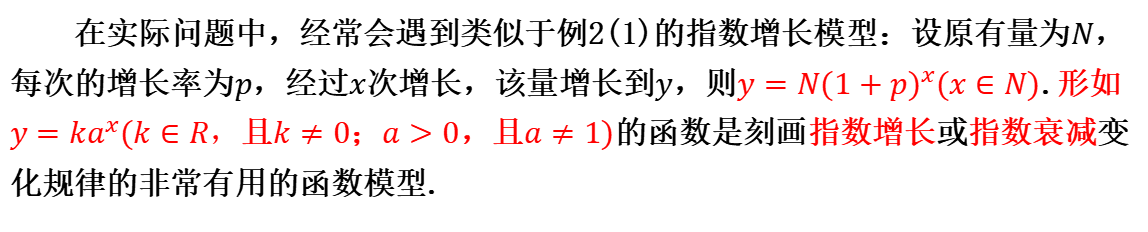 在实际问题中，经常会遇到类似于例2(1)的指数增长模型：设原有量为N，
每次的增长率为p，经过x次增长，该量增长到y，则y = N(1 + p)^x(x ∈ N).形如
y = ka^x(k ∈ R，且k ≠ 0；a > 0，且a ≠ 1)的函数是刻画指数增长或指数衰减变
化规律的非常有用的函数模型.